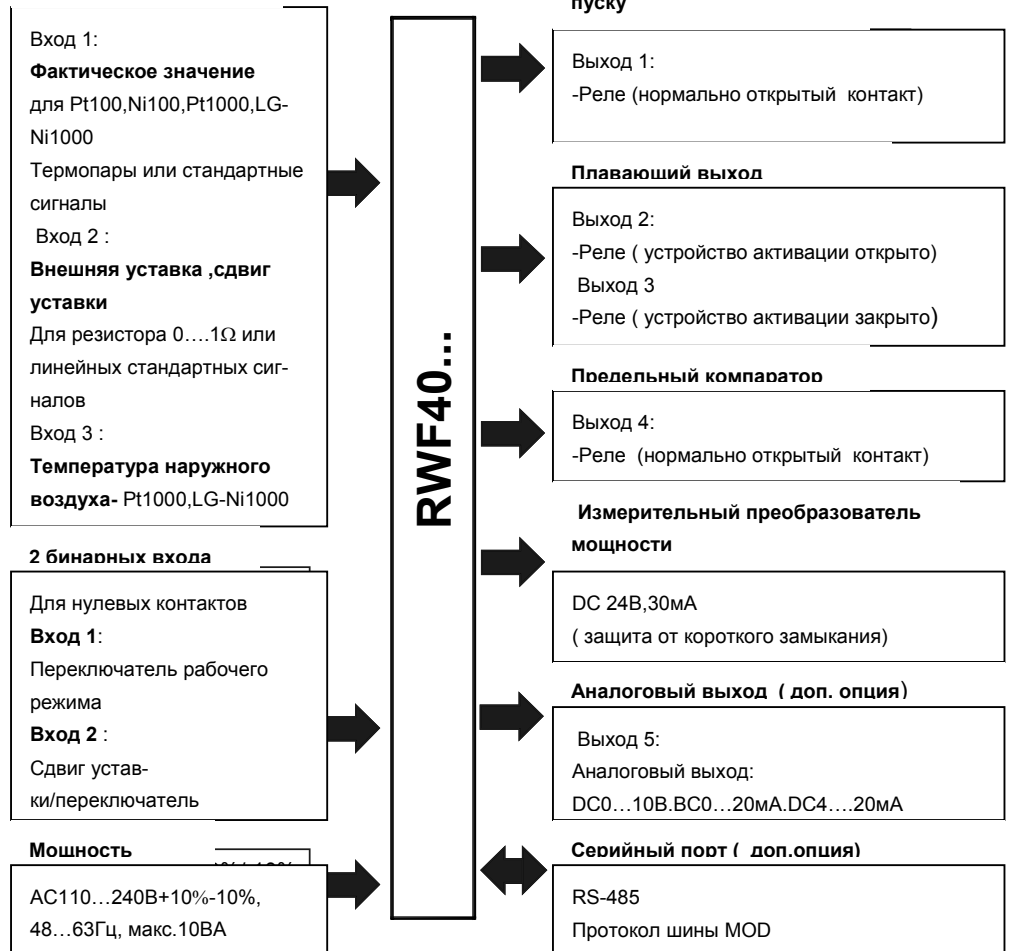 Вход 1:
Фактическое значение
для Pt100,Ni100,Pt1000,LG-
Ni1000
Термопары или стандартные
сигналы
Вход 2 :
Внешняя уставка ,сдвиг
уставки
Для резистора 0….1Ω или
линейных стандартных сиг-
налов
Вход 3 :
Температура наружного
воздуха- Pt1000,LG-Ni1000
2 бинарных входа
Для нулевых контактов
Вход 1:
Переключатель рабочего
режима
Вход 2 :
Сдвиг устав-
ки/переключатель
Мощность
AC110…240В+10%-10%,
48…63Гц, макс.10ВА
RWF40...
пуску
Выход 1:
-Реле (нормально открытый контакт)
Плавающий выход
Выход 2:
-Реле ( устройство активации открыто)
Выход 3
-Реле ( устройство активации закрыто)
Предельный компаратор
Выход 4:
-Реле (нормально открытый контакт)
Измерительный преобразователь
мощности
DC 24В,30мА
( защита от короткого замыкания)
Аналоговый выход ( доп. опция)
Выход 5:
Аналоговый выход:
DC0…10В.ВС0…20мА.DC4….20мА
Серийный порт ( доп.опция)
RS-485
Протокол шины MOD